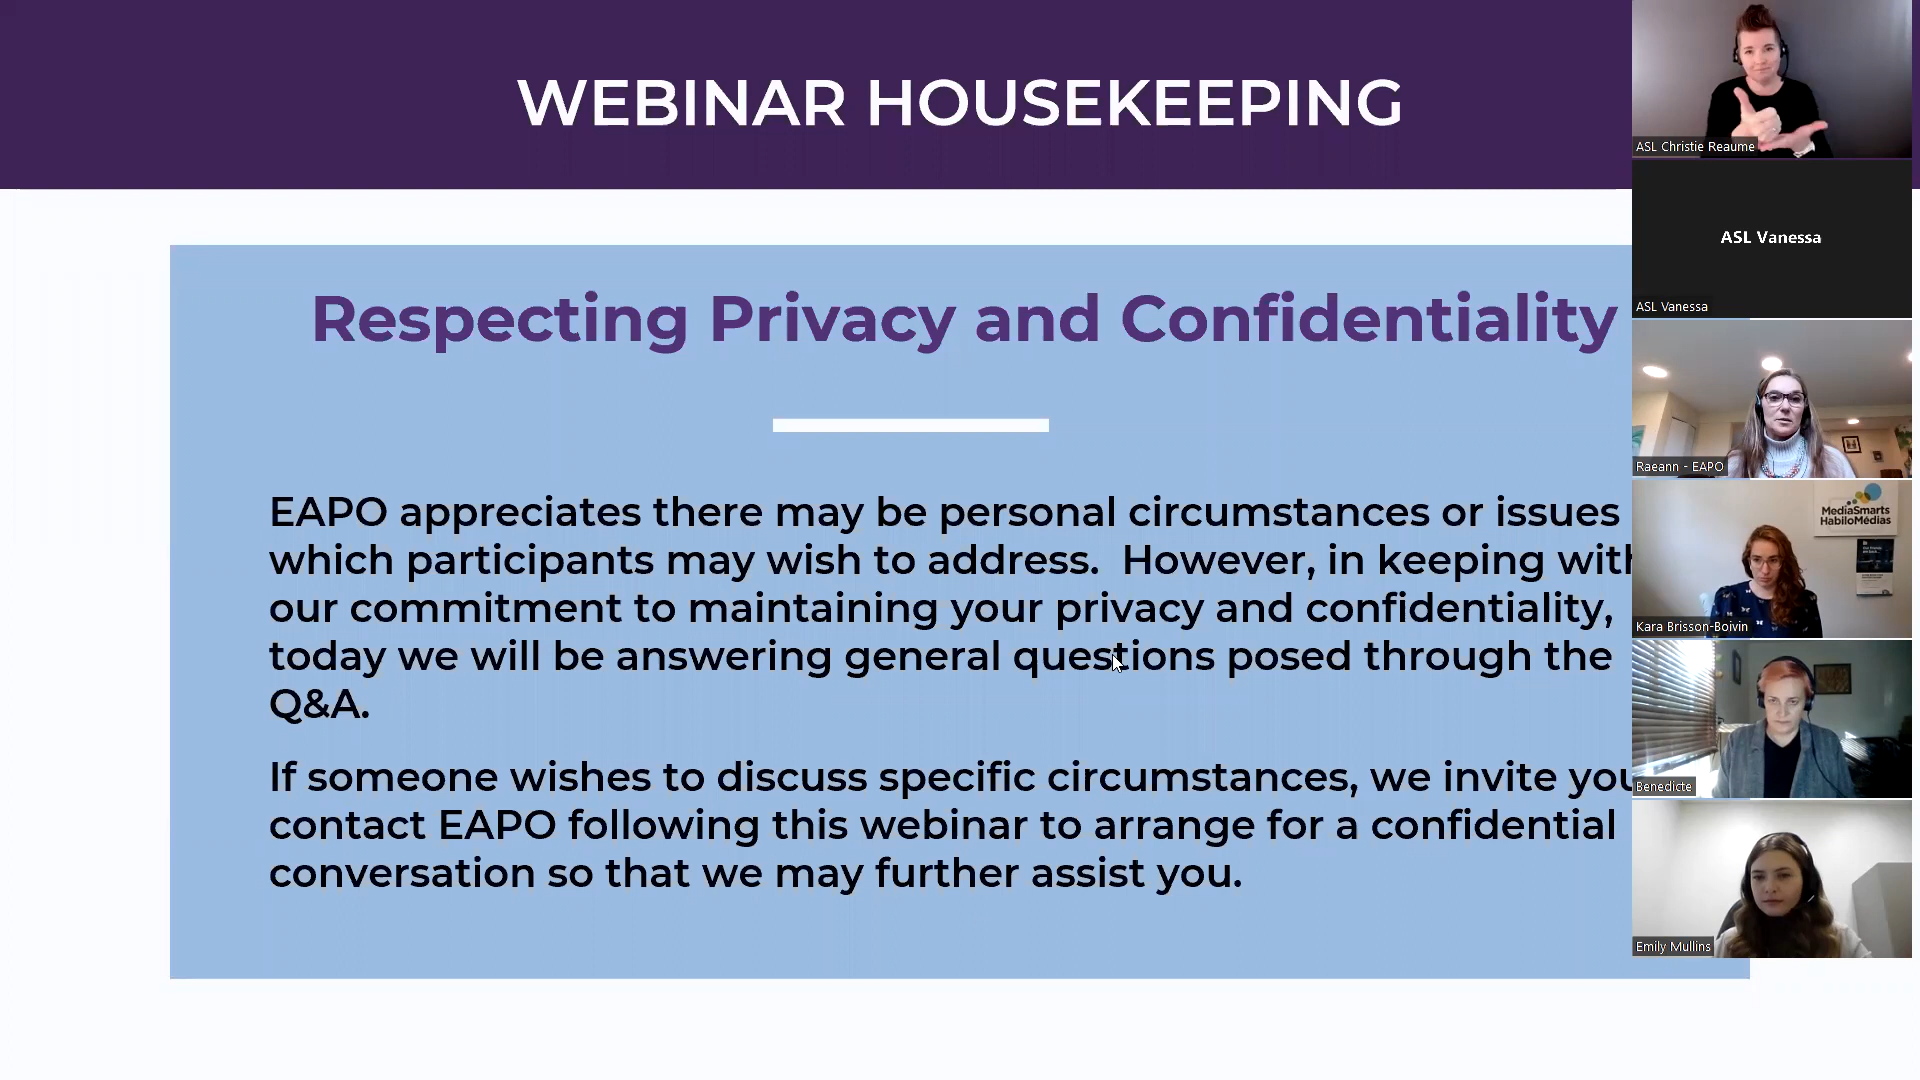 WEBINAR HOUSEKEEPING
Respecting Privacy and Confidentiality
EAPO appreciates there may be personal circumstances or issues
which participants may wish to address.  However, in keeping with
our commitment to maintaining your privacy and confidentiality,
today we will be answering general questions posed through the
Q&A.
If someone wishes to discuss specific circumstances, we invite you
contact EAPO following this webinar to arrange for a confidential
conversation so that we may further assist you.
ASL Christie Reaume
ASL Vanessa
ASL Vanessa
Raeann - EAPO
MediaSmarts
HabiloMédias
Kara Brisson-Boivin
Benedicte
Emily Mullins